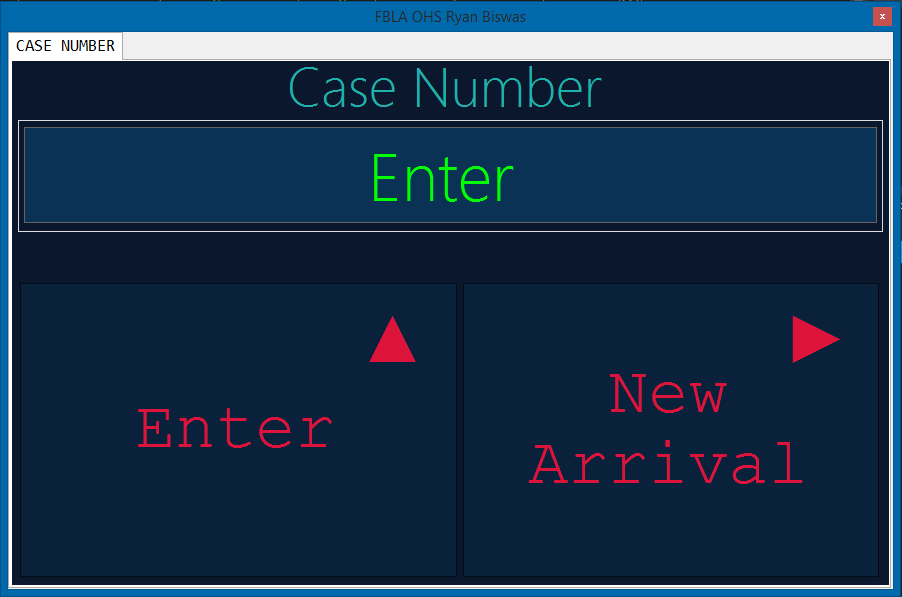 FBLA OHS Ryan Biswas
x
CASE NUMBER
Case Number
Enter
Enter
New
Arrival